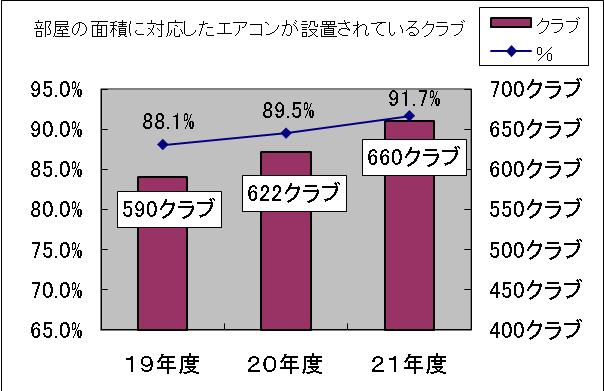 部屋の面積に対応したエアコンが設置されているクラブ
クラブ
％
95.0%
90.0%
85.0%
80.0%
75.0%
70.0%
65.0%
88.1%
89.5%
91.7%
590クラブ
622クラブ
660クラブ
700クラブ
650クラブ
600クラブ
550クラブ
500クラブ
450クラブ
400クラブ
１９年度
２０年度
２１年度